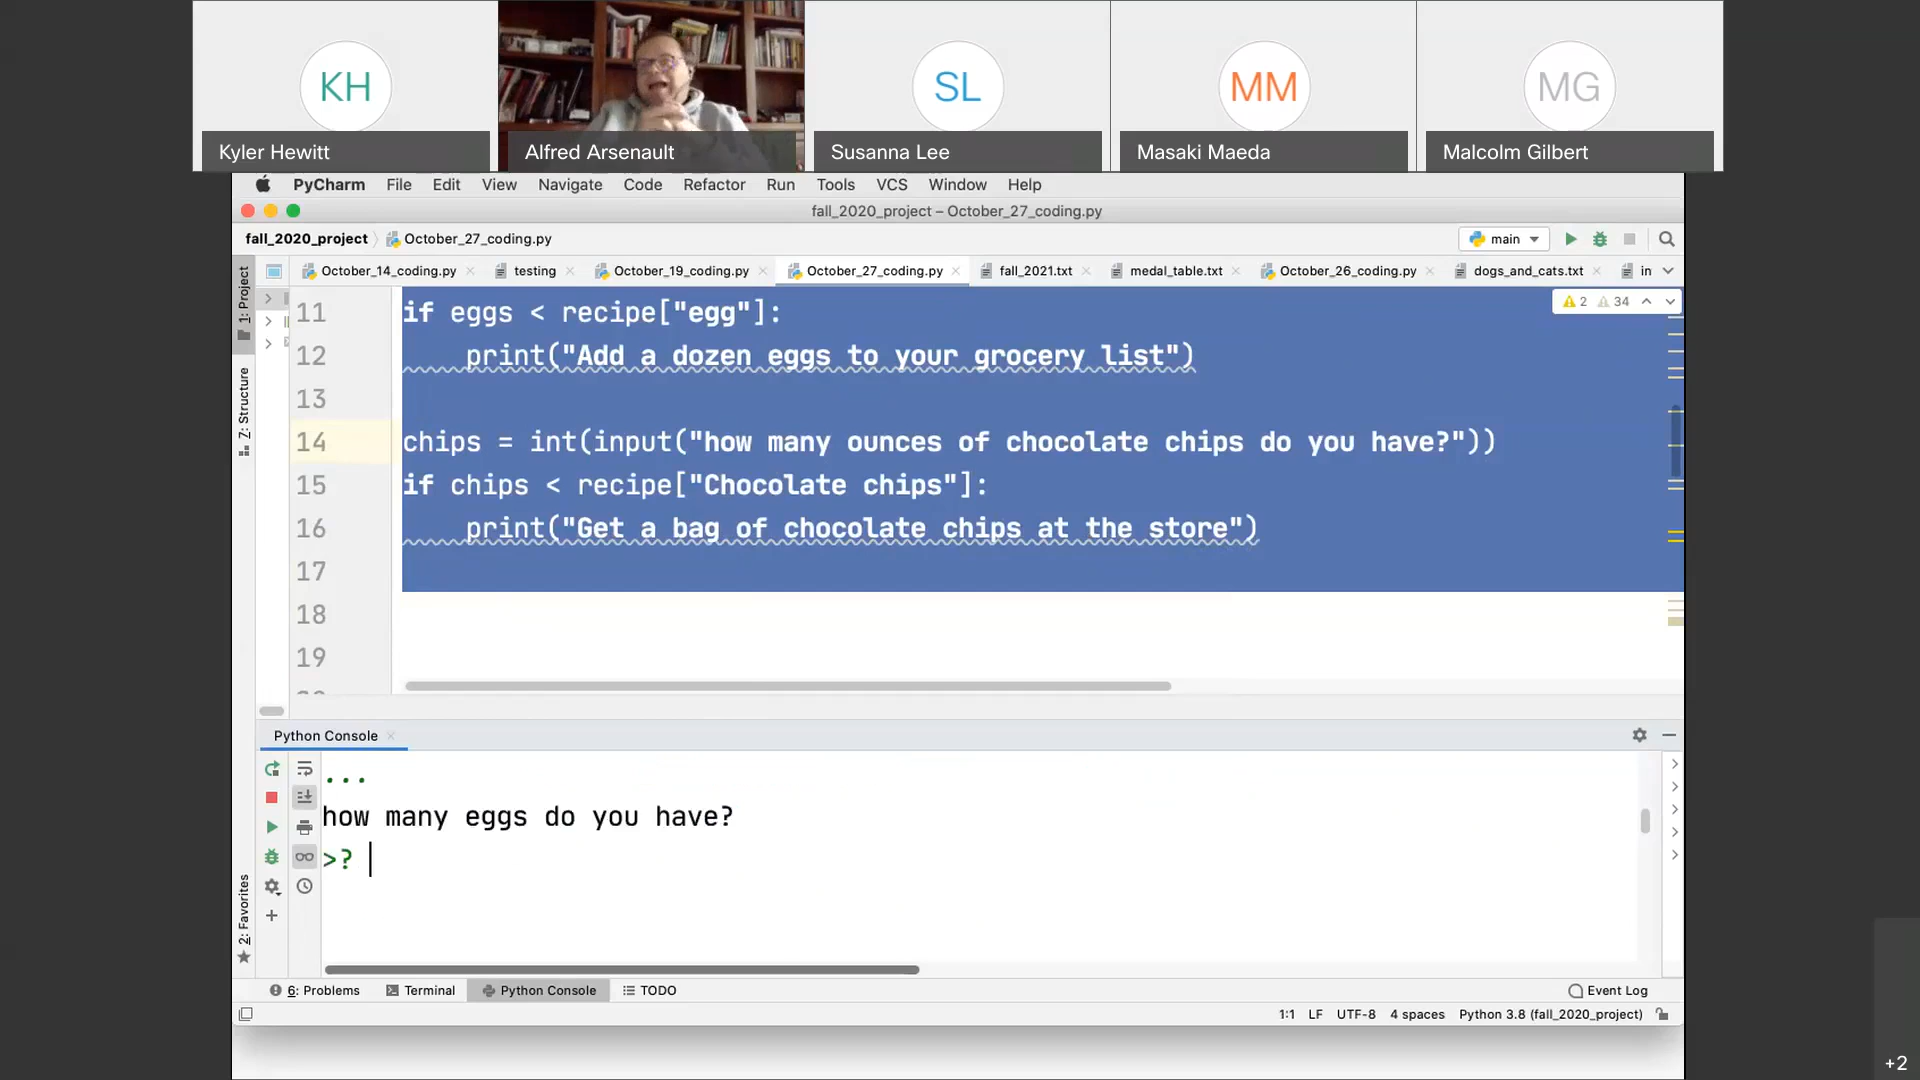 KH
SL
MM
MG
Kyler Hewitt
Alfred Arsenault
Susanna Lee
Masaki Maeda
Malcolm Gilbert
PyCharm File Edit View Navigate Code Refactor Run Tools VCS Window Help
fall_2020_project – October_27_coding.py
fall_2020_project October_27_coding.py
main
October_14_coding.py testing October_19_coding.py October_27_coding.py fall_2021.txt medal_table.txt October_26_coding.py dogs_and_cats.txt in
1: Project
Z: Structure
2: Favorites
2 34
11 if eggs < recipe["egg"]:
12 print("Add a dozen eggs to your grocery list")
13
14 chips = int(input("how many ounces of chocolate chips do you have?"))
15 if chips < recipe["Chocolate chips"]:
16 print("Get a bag of chocolate chips at the store")
17
18
19
Python Console
...
how many eggs do you have?
>?
6: Problems Terminal Python Console TODO Event Log
1:1 LF UTF-8 4 spaces Python 3.8 (fall_2020_project)
+2